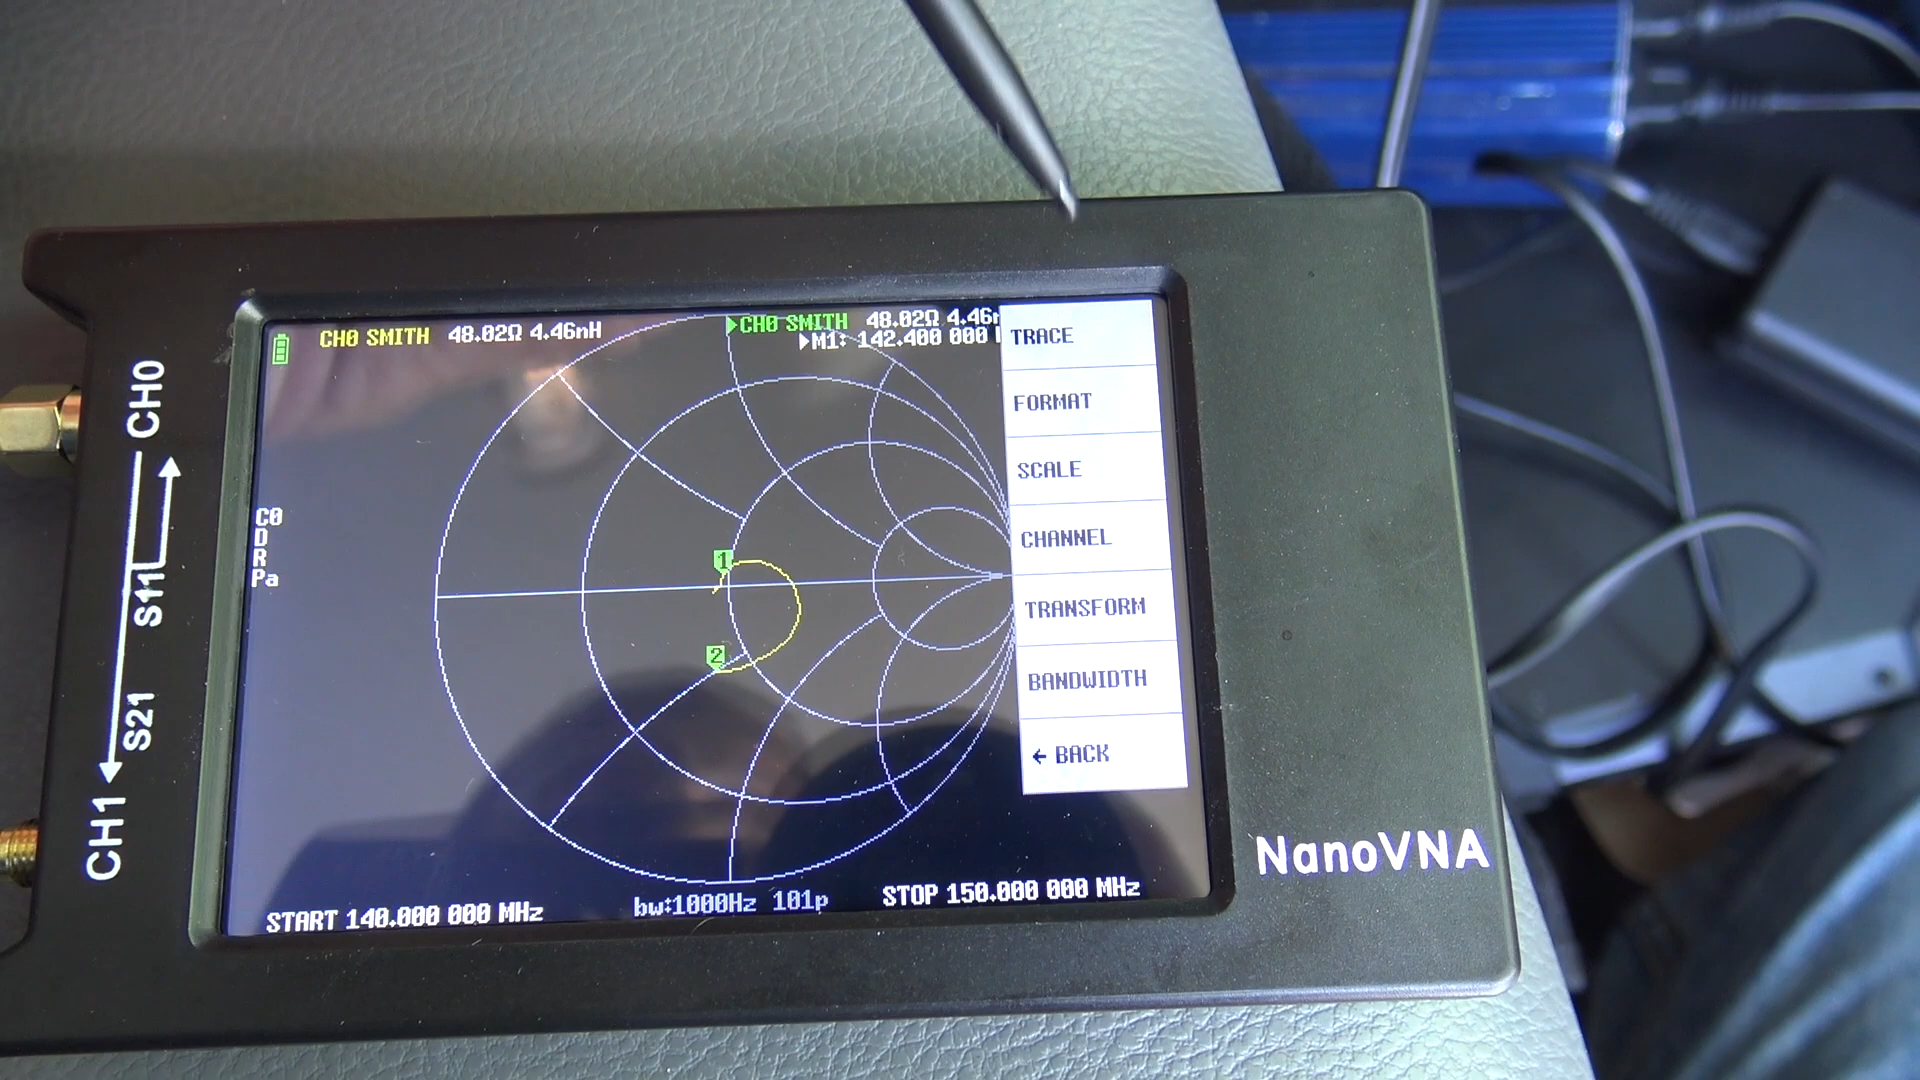 CH0 SMITH 48.02Ω 4.46nH
CH0 SMITH 48.02Ω 4.46n
M1: 142.400 000
TRACE
FORMAT
SCALE
CHANNEL
TRANSFORM
BANDWIDTH
← BACK
C0
D
R
Pa
1
2
START 140.000 000 MHz
bw:1000Hz 101p
STOP 150.000 000 MHz
CH0
S11
S21
CH1
NanoVNA